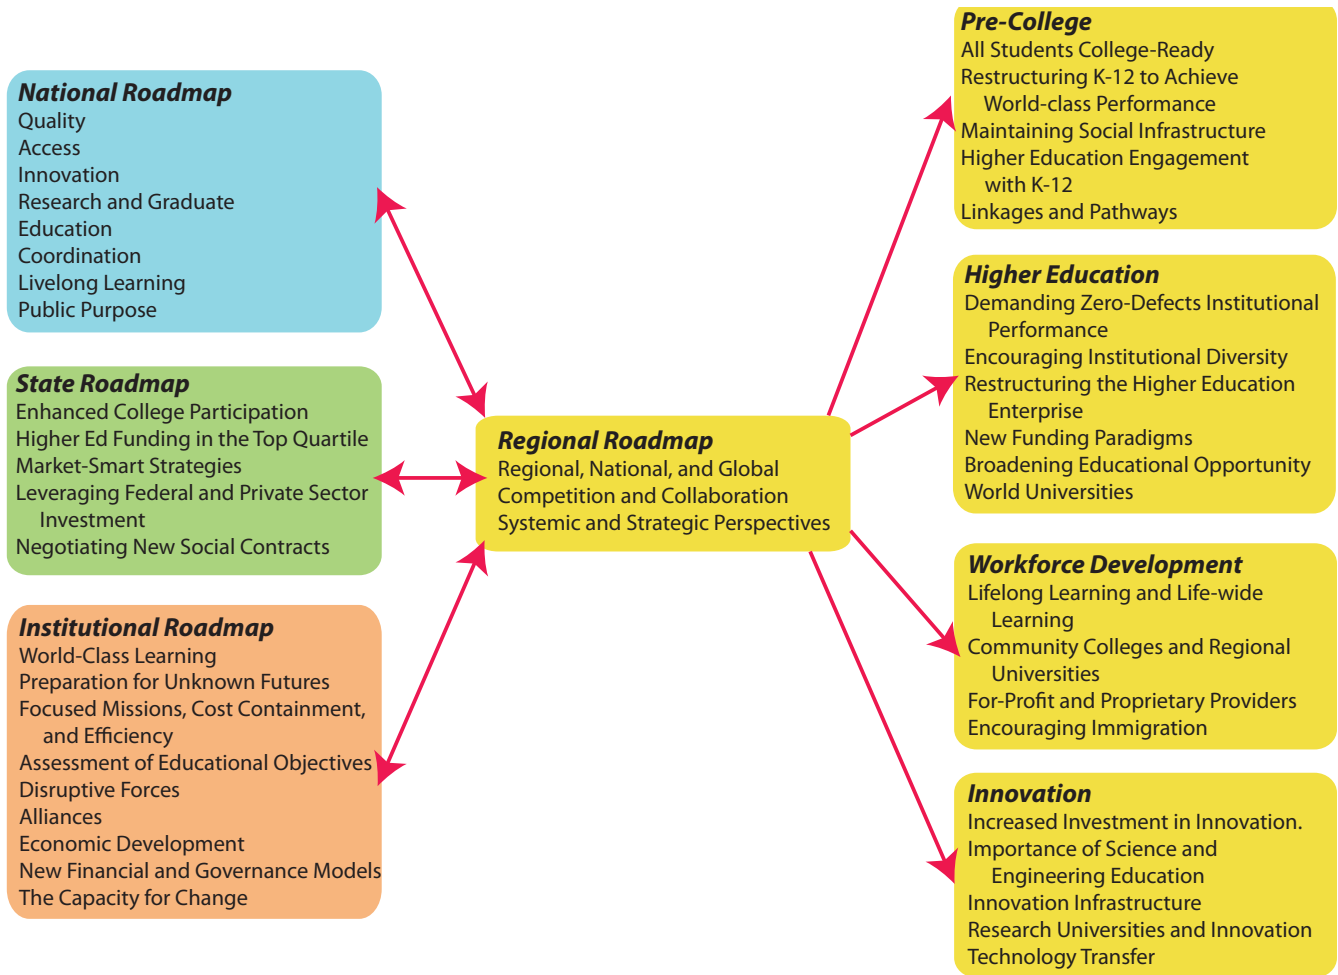 National Roadmap
Quality
Access
Innovation
Research and Graduate
Education
Coordination
Livelong Learning
Public Purpose
State Roadmap
Enhanced College Participation
Higher Ed Funding in the Top Quartile
Market-Smart Strategies
Leveraging Federal and Private Sector
Investment
Negotiating New Social Contracts
Institutional Roadmap
World-Class Learning
Preparation for Unknown Futures
Focused Missions, Cost Containment,
and Efficiency
Assessment of Educational Objectives
Disruptive Forces
Alliances
Economic Development
New Financial and Governance Models
The Capacity for Change
Regional Roadmap
Regional, National, and Global
Competition and Collaboration
Systemic and Strategic Perspectives
Pre-College
All Students College-Ready
Restructuring K-12 to Achieve
World-class Performance
Maintaining Social Infrastructure
Higher Education Engagement
with K-12
Linkages and Pathways
Higher Education
Demanding Zero-Defects Institutional
Performance
Encouraging Institutional Diversity
Restructuring the Higher Education
Enterprise
New Funding Paradigms
Broadening Educational Opportunity
World Universities
Workforce Development
Lifelong Learning and Life-wide
Learning
Community Colleges and Regional
Universities
For-Profit and Proprietary Providers
Encouraging Immigration
Innovation
Increased Investment in Innovation.
Importance of Science and
Engineering Education
Innovation Infrastructure
Research Universities and Innovation
Technology Transfer